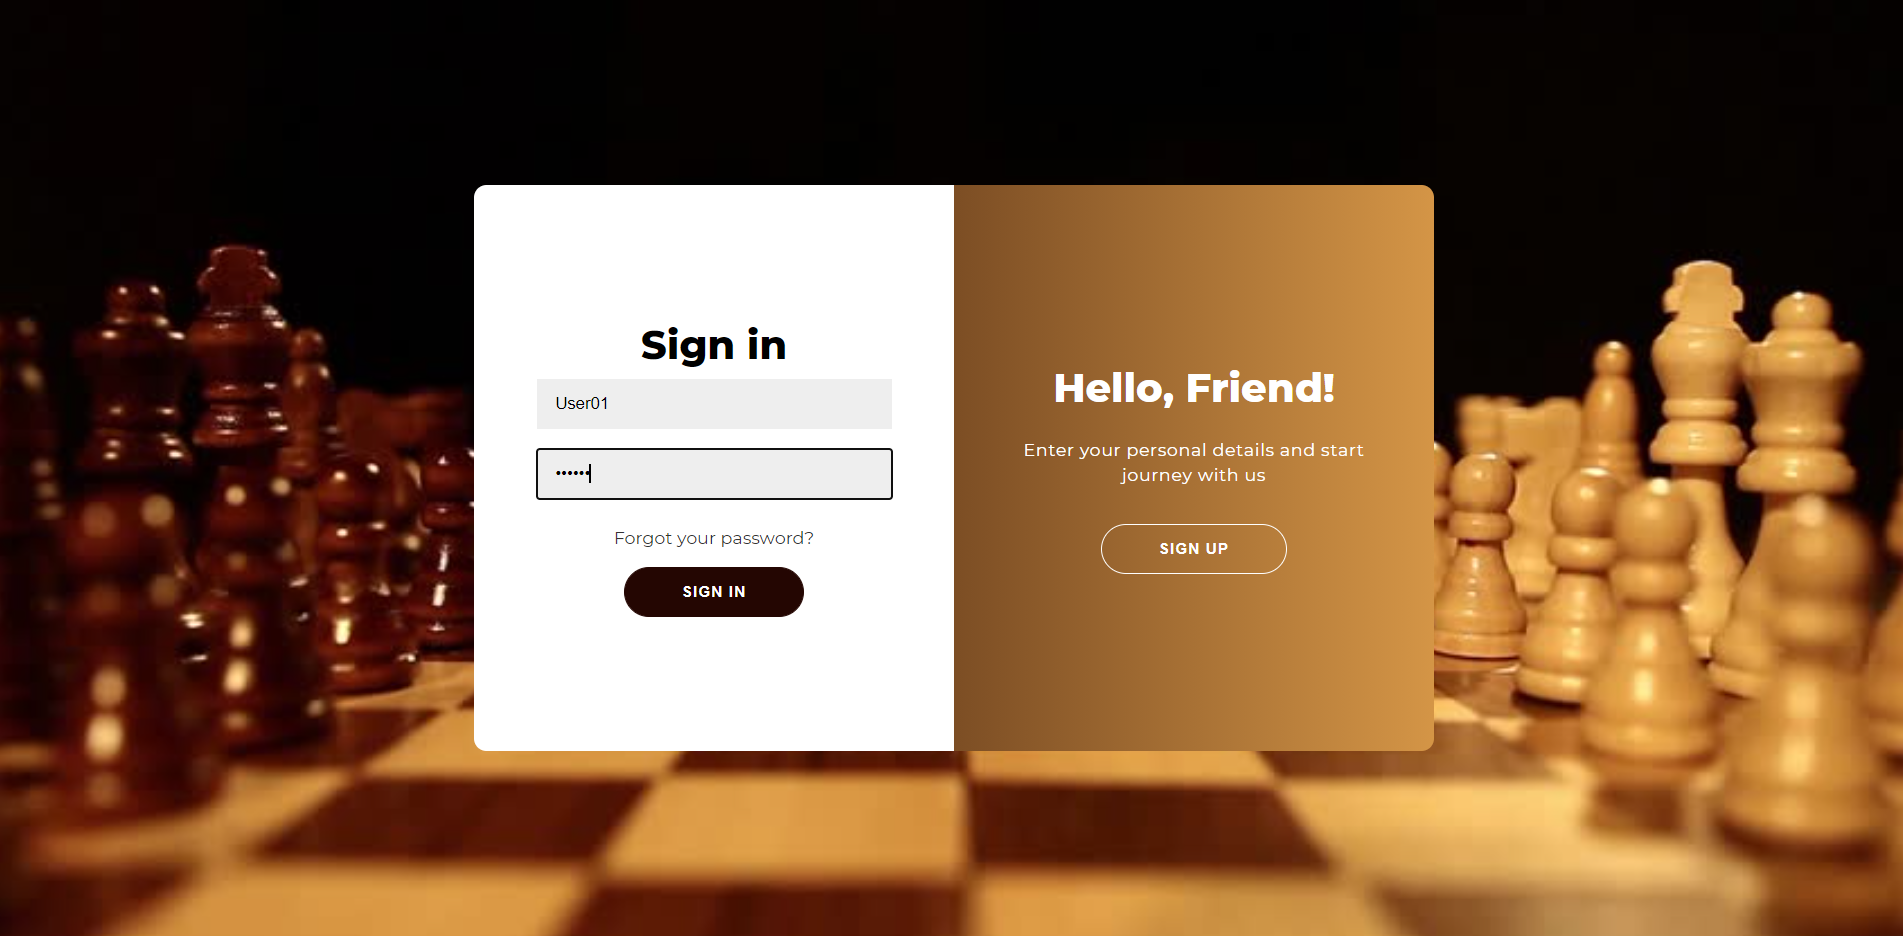 Sign in
User01
••••••
Forgot your password?
SIGN IN
Hello, Friend!
Enter your personal details and start
journey with us
SIGN UP